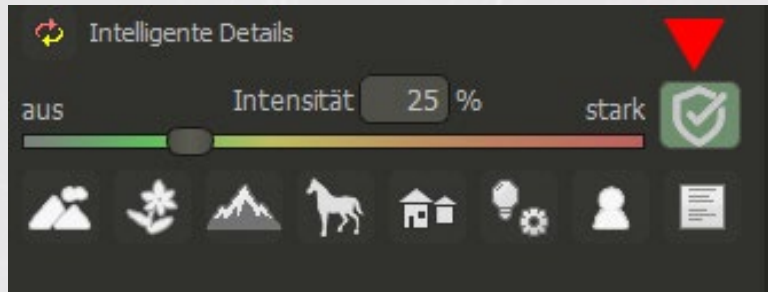 Intelligente Details
Intensität 25 %
aus
stark